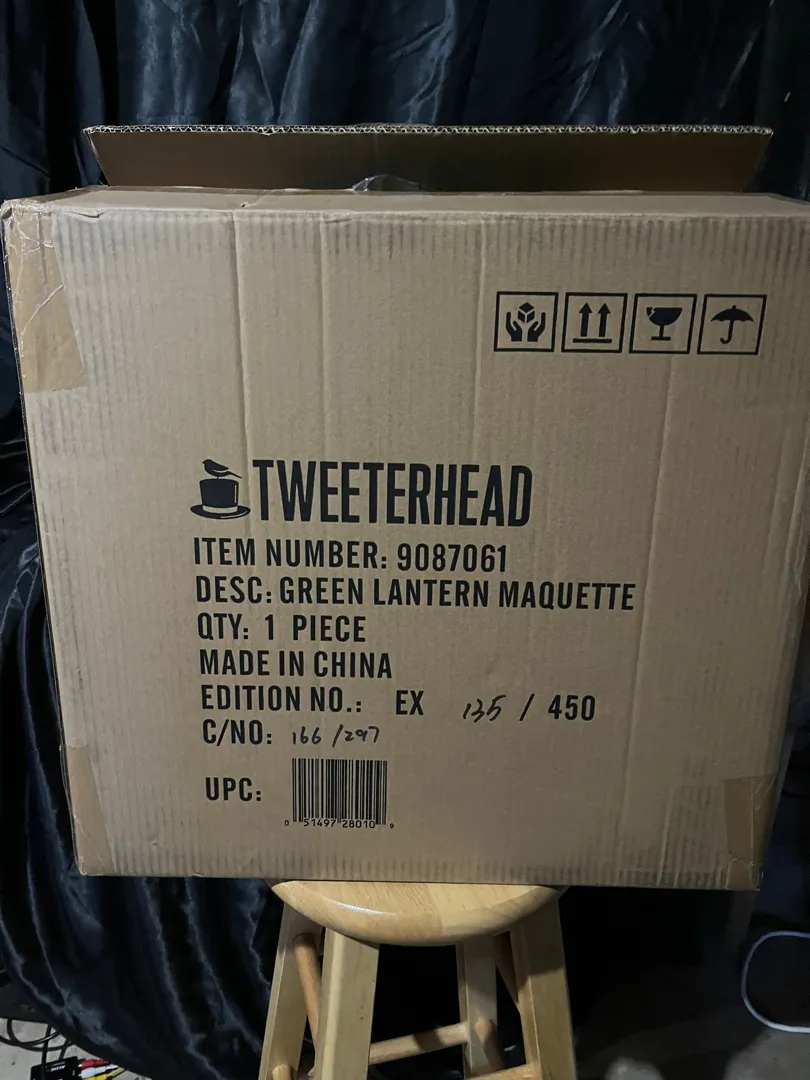 TWEETERHEAD
ITEM NUMBER: 9087061
DESC: GREEN LANTERN MAQUETTE
QTY: 1 PIECE
MADE IN CHINA
EDITION NO.: EX 135 / 450
C/NO: 166 /297
UPC:
0 51497 28010 9